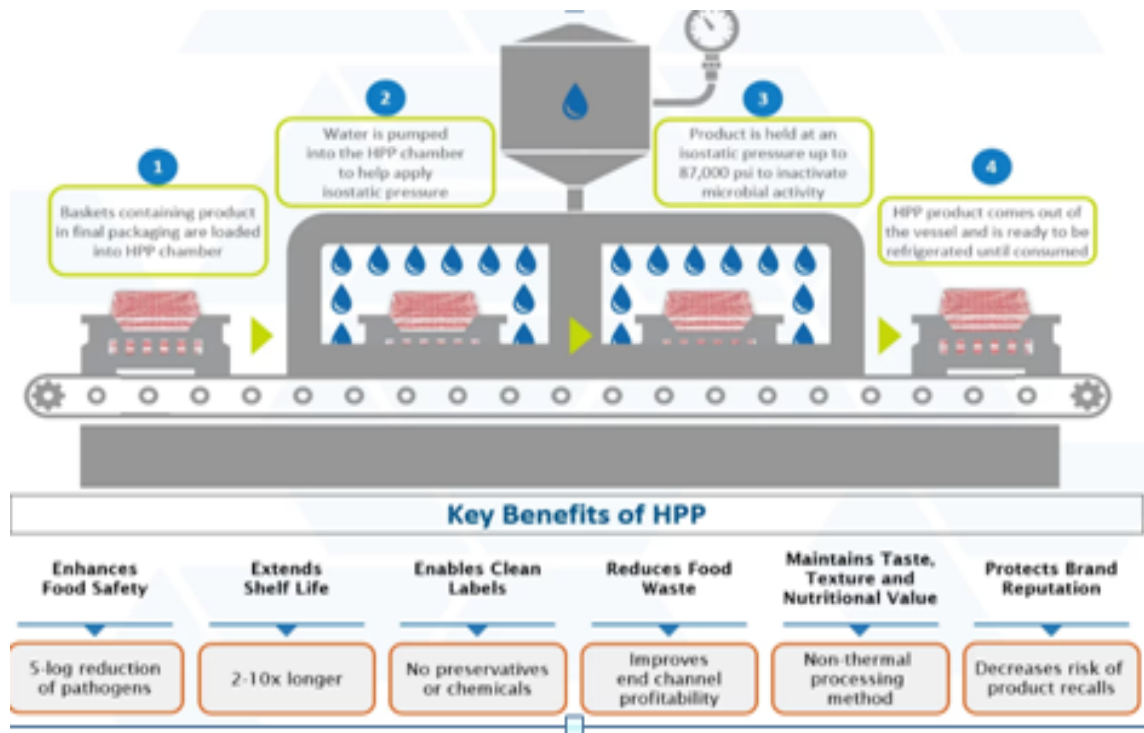 1
Baskets containing product
in final packaging are loaded
into HPP chamber
2
Water is pumped
into the HPP chamber
to help apply
isostatic pressure
3
Product is held at an
isostatic pressure up to
87,000 psi to inactivate
microbial activity
4
HPP product comes out of
the vessel and is ready to be
refrigerated until consumed
Key Benefits of HPP
Enhances
Food Safety
5-log reduction
of pathogens
Extends
Shelf Life
2-10x longer
Enables Clean
Labels
No preservatives
or chemicals
Reduces Food
Waste
Improves
end channel
profitability
Maintains Taste,
Texture and
Nutritional Value
Non-thermal
processing
method
Protects Brand
Reputation
Decreases risk of
product recalls